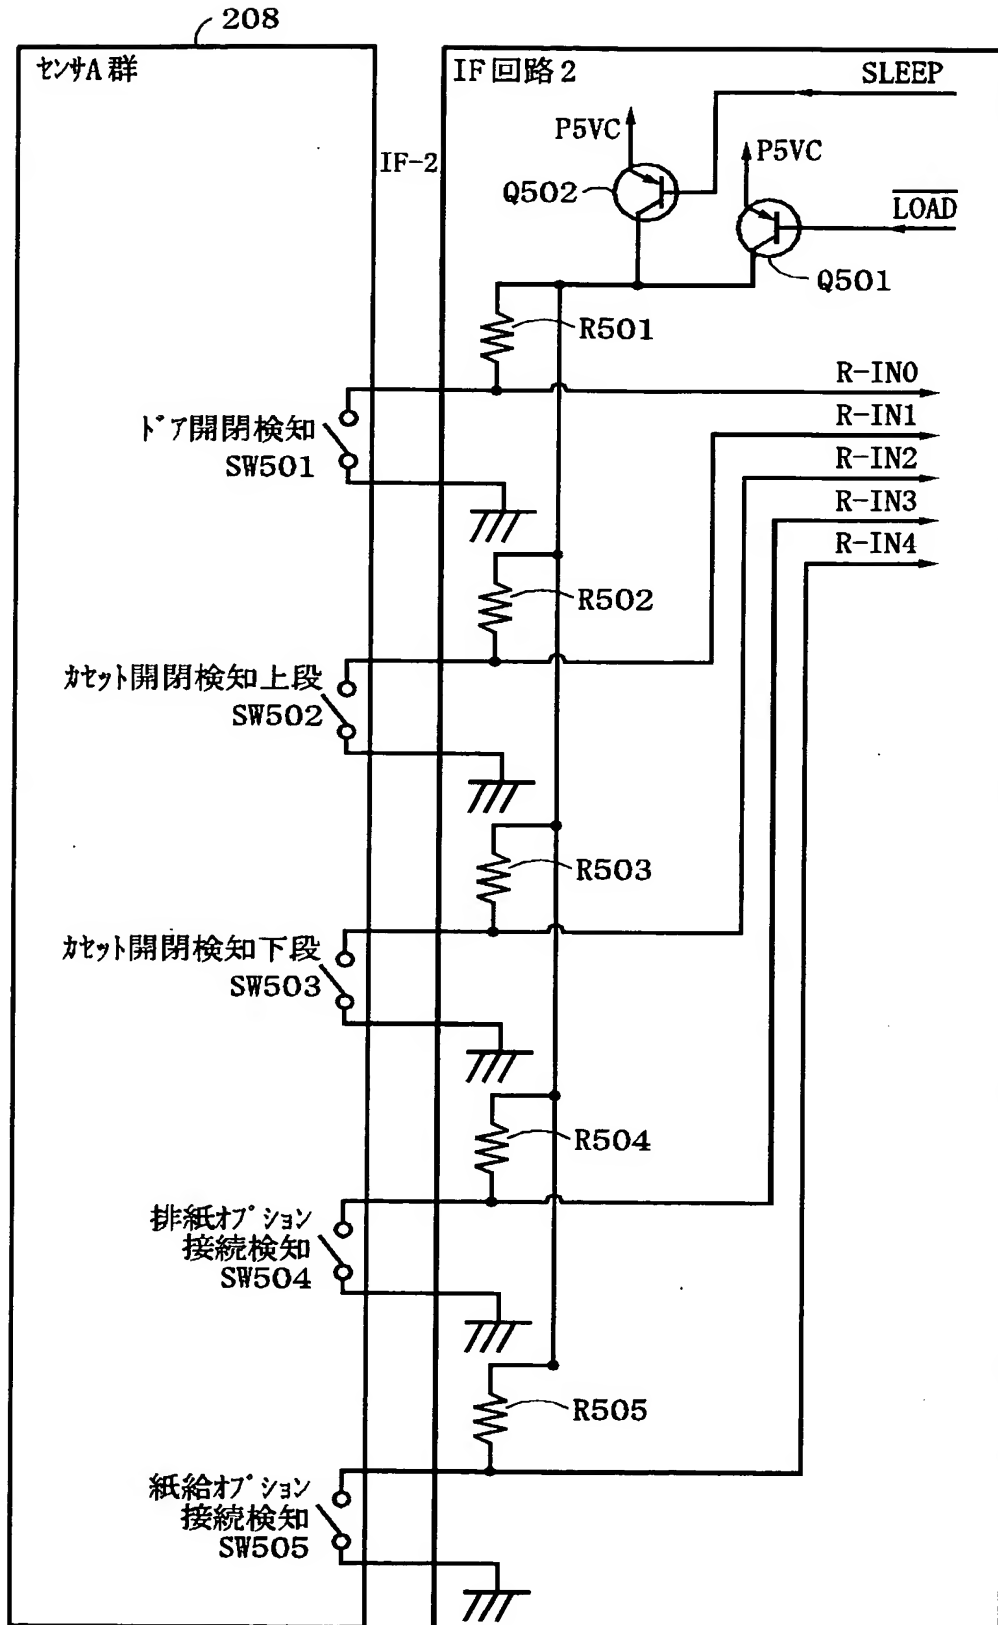 208
センサA群
IF回路2
SLEEP
P5VC
IF-2
P5VC
Q502
LOAD
Q501
R501
R-IN0
ドア開閉検知
SW501
R-IN1
R-IN2
R-IN3
R-IN4
R502
カセット開閉検知上段
SW502
R503
カセット開閉検知下段
SW503
R504
排紙オプション
接続検知
SW504
R505
紙給オプション
接続検知
SW505